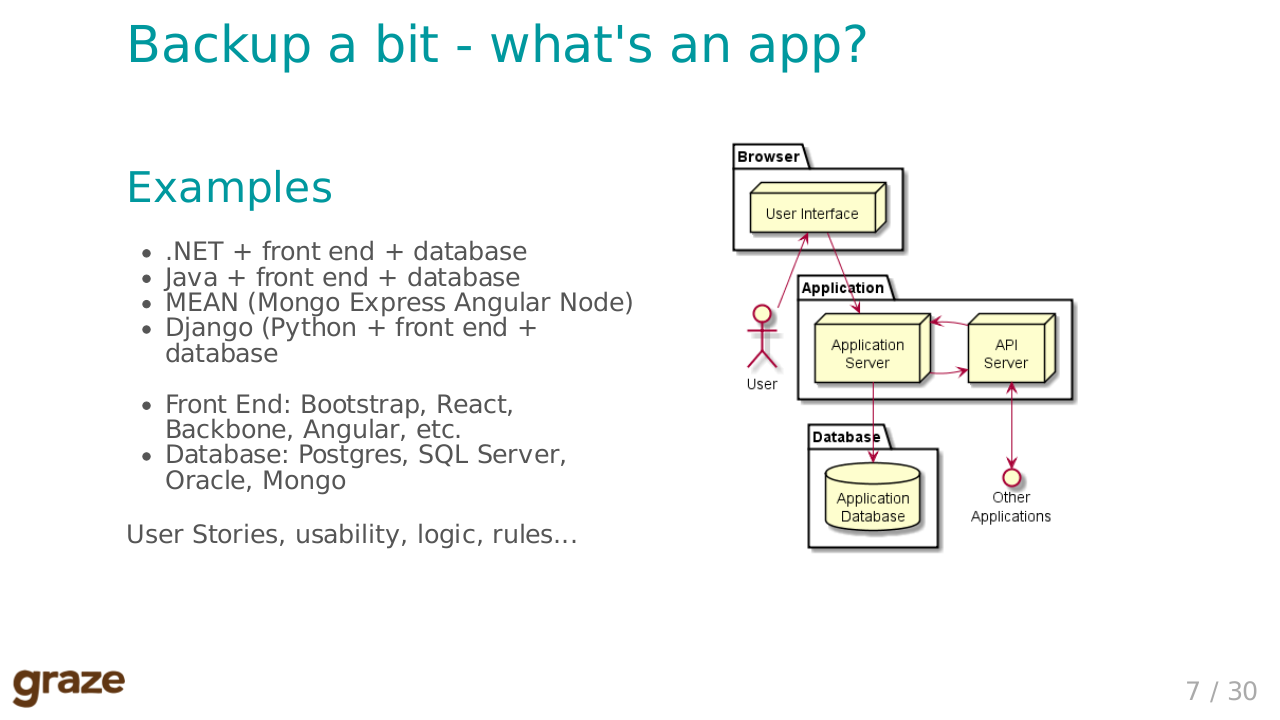 Backup a bit - what's an app?
Examples
.NET + front end + database
Java + front end + database
MEAN (Mongo Express Angular Node)
Django (Python + front end +
database
Front End: Bootstrap, React,
Backbone, Angular, etc.
Database: Postgres, SQL Server,
Oracle, Mongo
User Stories, usability, logic, rules...
Browser
User Interface
Application
Application
Server
API
Server
User
Database
Application
Database
Other
Applications
graze
7 / 30